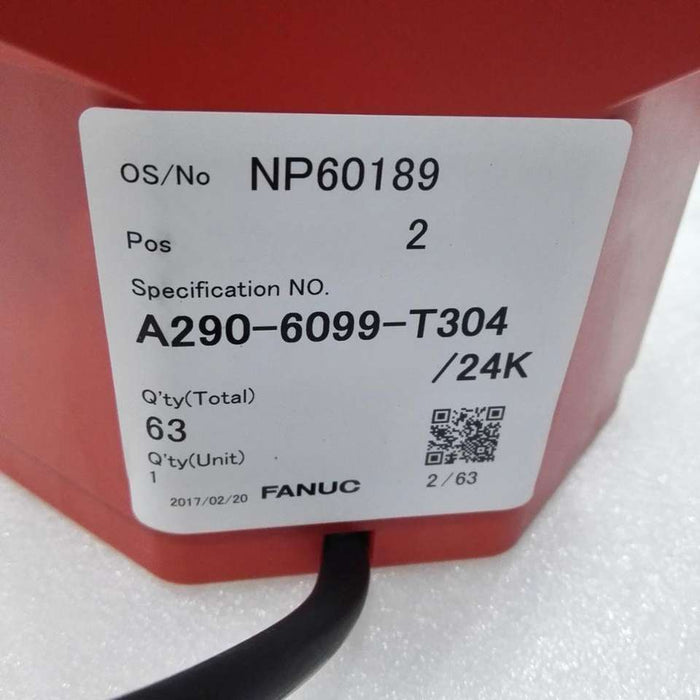 OS/No NP60189
Pos 2
Specification NO.
A290-6099-T304
/24K
Q'ty(Total)
63
Q'ty(Unit)
1
2017/02/20 FANUC 2/63